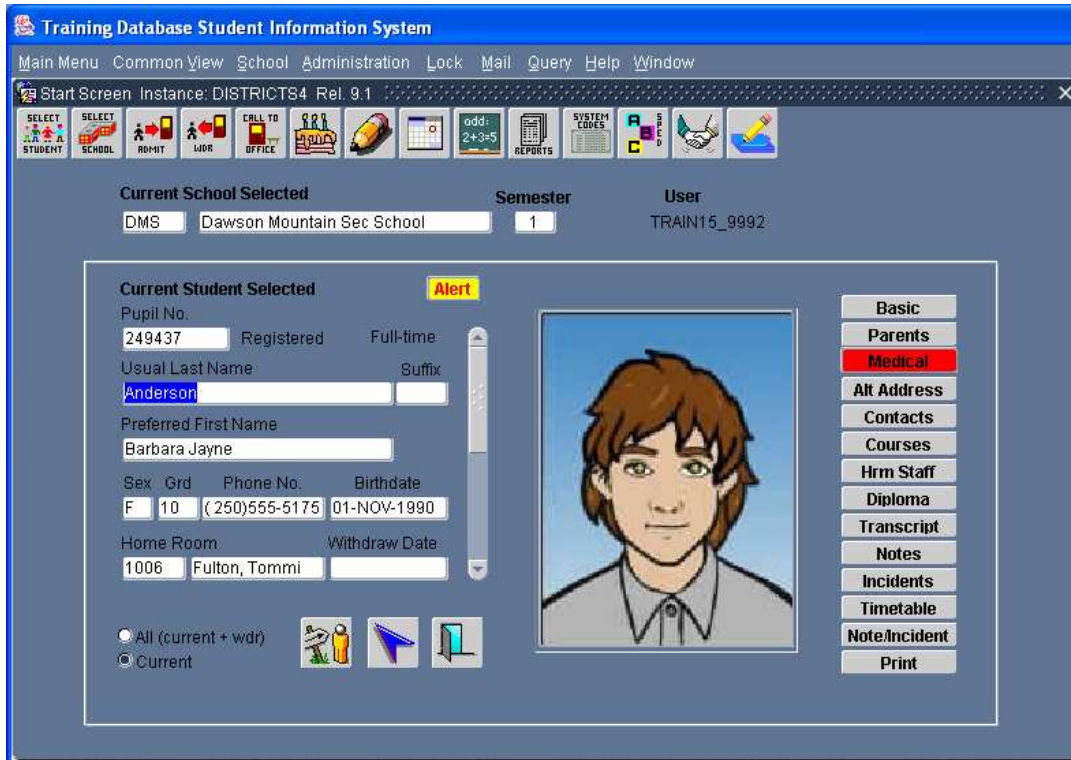 Training Database Student Information System
Main Menu Common View School Administration Lock Mail Query Help Window
Start Screen Instance: DISTRICTS4 Rel. 9.1
SELECT STUDENT
SELECT SCHOOL
ADMIT
WDR
CALL TO OFFICE
odd: 2+3=5
REPORTS
SYSTEM CODES
A B C SPED
Current School Selected Semester User
DMS Dawson Mountain Sec School 1 TRAIN15_9992
Current Student Selected Alert
Pupil No.
249437 Registered Full-time
Usual Last Name Suffix
Anderson
Preferred First Name
Barbara Jayne
Sex Grd Phone No. Birthdate
F 10 (250)555-5175 01-NOV-1990
Home Room Withdraw Date
1006 Fulton, Tommi
All (current + wdr)
Current
Basic
Parents
Medical
Alt Address
Contacts
Courses
Hrm Staff
Diploma
Transcript
Notes
Incidents
Timetable
Note/Incident
Print